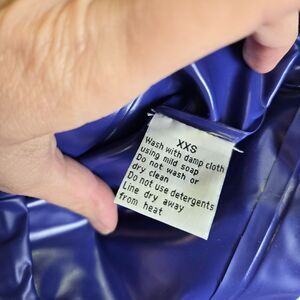 XXS
Wash with damp cloth
using mild soap
Do not wash or
dry clean
Do not use detergents
Line dry away
from heat